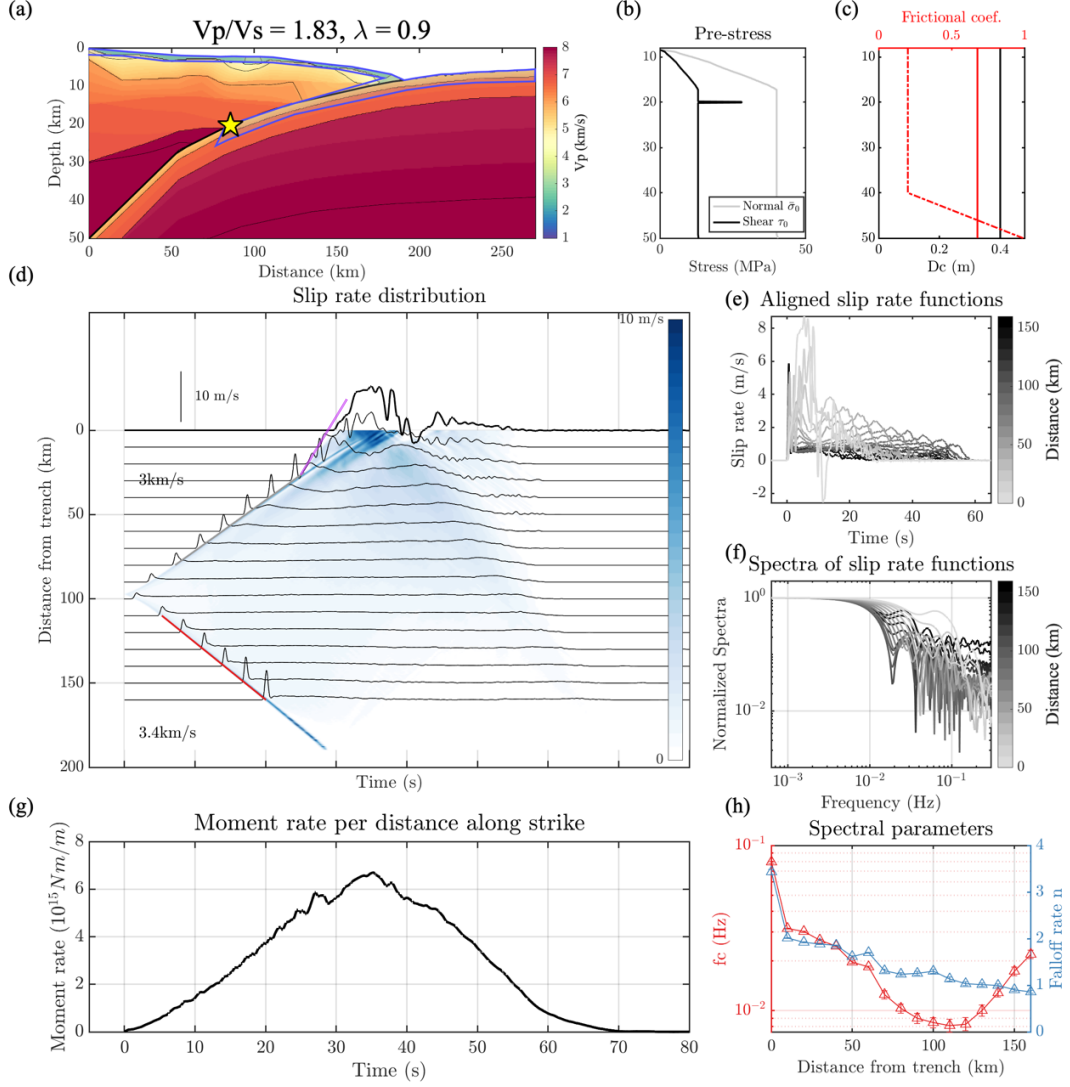 (a)
Vp/Vs = 1.83, λ = 0.9
0
10
20
30
40
50
Depth (km)
0 50 100 150 200 250
Distance (km)
8
7
6
5
4
3
2
1
Vp (km/s)
(b)
Pre-stress
10
20
30
40
50
Normal σ̄₀
Shear τ₀
0 50
Stress (MPa)
(c)
Frictional coef.
0 0.5 1
10
20
30
40
50
0 0.2 0.4
Dc (m)
(d)
Slip rate distribution
10 m/s
10 m/s
0
3km/s
50
100
150
3.4km/s
200
0
Distance from trench (km)
Time (s)
(e) Aligned slip rate functions
8
6
4
2
0
-2
Slip rate (m/s)
0 20 40 60
Time (s)
150
100
50
0
Distance (km)
(f)
Spectra of slip rate functions
10⁰
10⁻¹
10⁻²
Normalized Spectra
10⁻³ 10⁻² 10⁻¹
Frequency (Hz)
150
100
50
0
Distance (km)
(g)
Moment rate per distance along strike
8
6
4
2
0
Moment rate (10¹⁵Nm/m)
0 10 20 30 40 50 60 70 80
Time (s)
(h)
Spectral parameters
10⁻¹
10⁻²
fc (Hz)
4
3
2
1
0
Falloff rate n
0 50 100 150
Distance from trench (km)